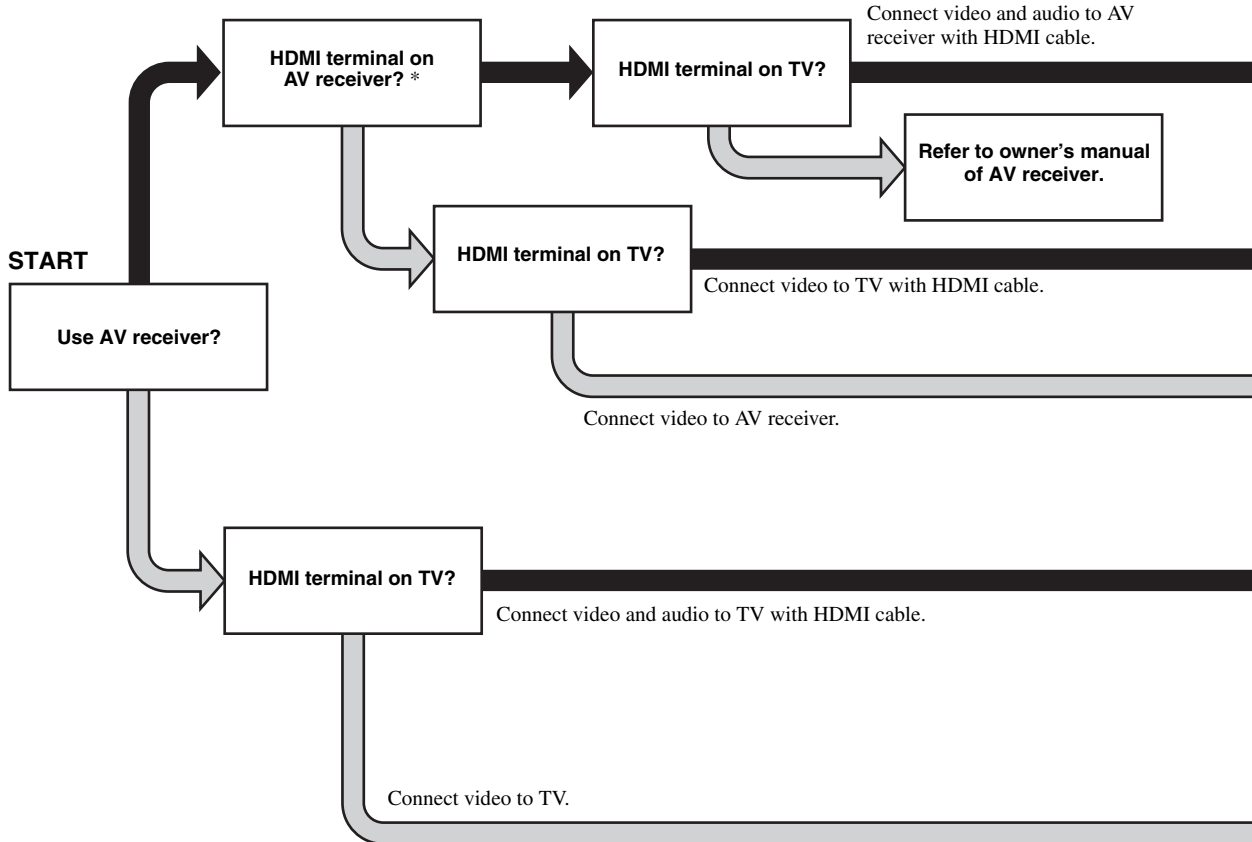 Connect video and audio to AV
receiver with HDMI cable.
HDMI terminal on
AV receiver? *
HDMI terminal on TV?
Refer to owner's manual
of AV receiver.
HDMI terminal on TV?
START
Connect video to TV with HDMI cable.
Use AV receiver?
Connect video to AV receiver.
HDMI terminal on TV?
Connect video and audio to TV with HDMI cable.
Connect video to TV.